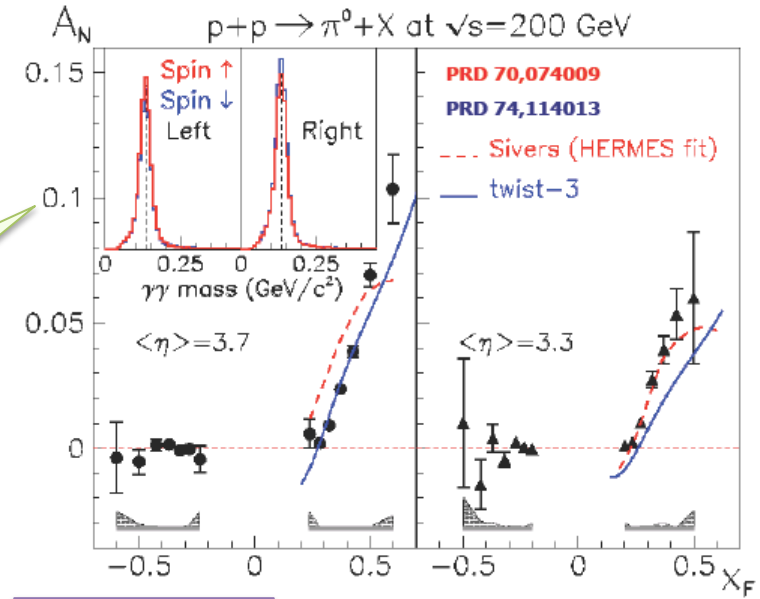 A_N p+p → π⁰+X at √s=200 GeV
0.15
0.1
0.05
0
Spin ↑
Spin ↓
Left
Right
0 0.25 0 0.25
γγ mass (GeV/c²)
<η>=3.7
PRD 70,074009
PRD 74,114013
Sivers (HERMES fit)
twist-3
<η>=3.3
-0.5 0 0.5 -0.5 0 0.5
X_F